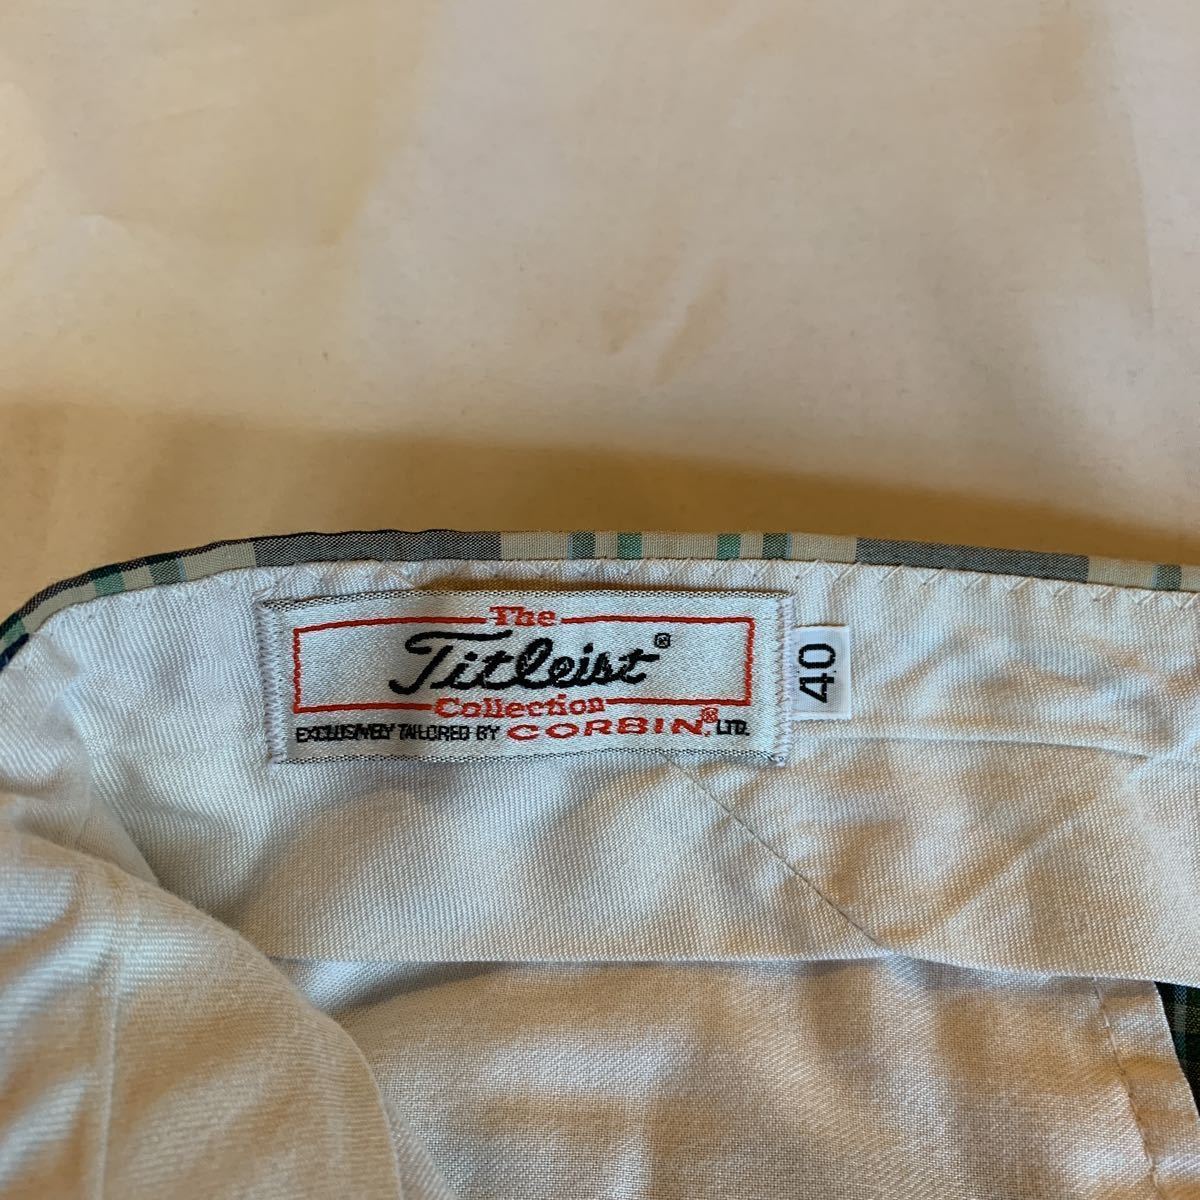 The
Titleist®
Collection
EXCLUSIVELY TAILORED BY CORBIN®, LTD.
40